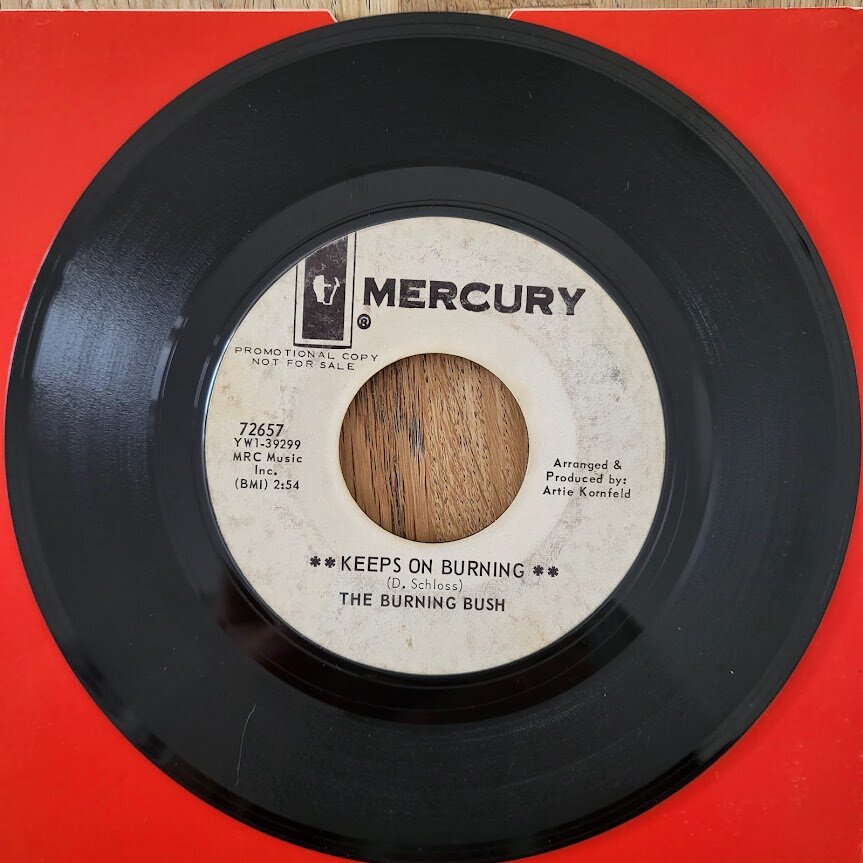 MERCURY
®
PROMOTIONAL COPY
NOT FOR SALE
72657
YW1-39299
MRC Music
Inc.
(BMI) 2:54
Arranged &
Produced by:
Artie Kornfeld
**KEEPS ON BURNING **
(D. Schloss)
THE BURNING BUSH